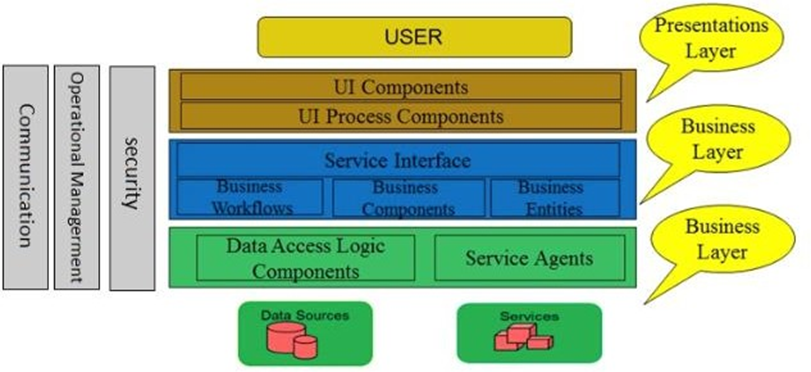 USER
Presentations
Layer
Communication
Operational Management
security
UI Components
UI Process Components
Service Interface
Business
Workflows
Business
Components
Business
Entities
Business
Layer
Data Access Logic
Components
Service Agents
Business
Layer
Data Sources
Services